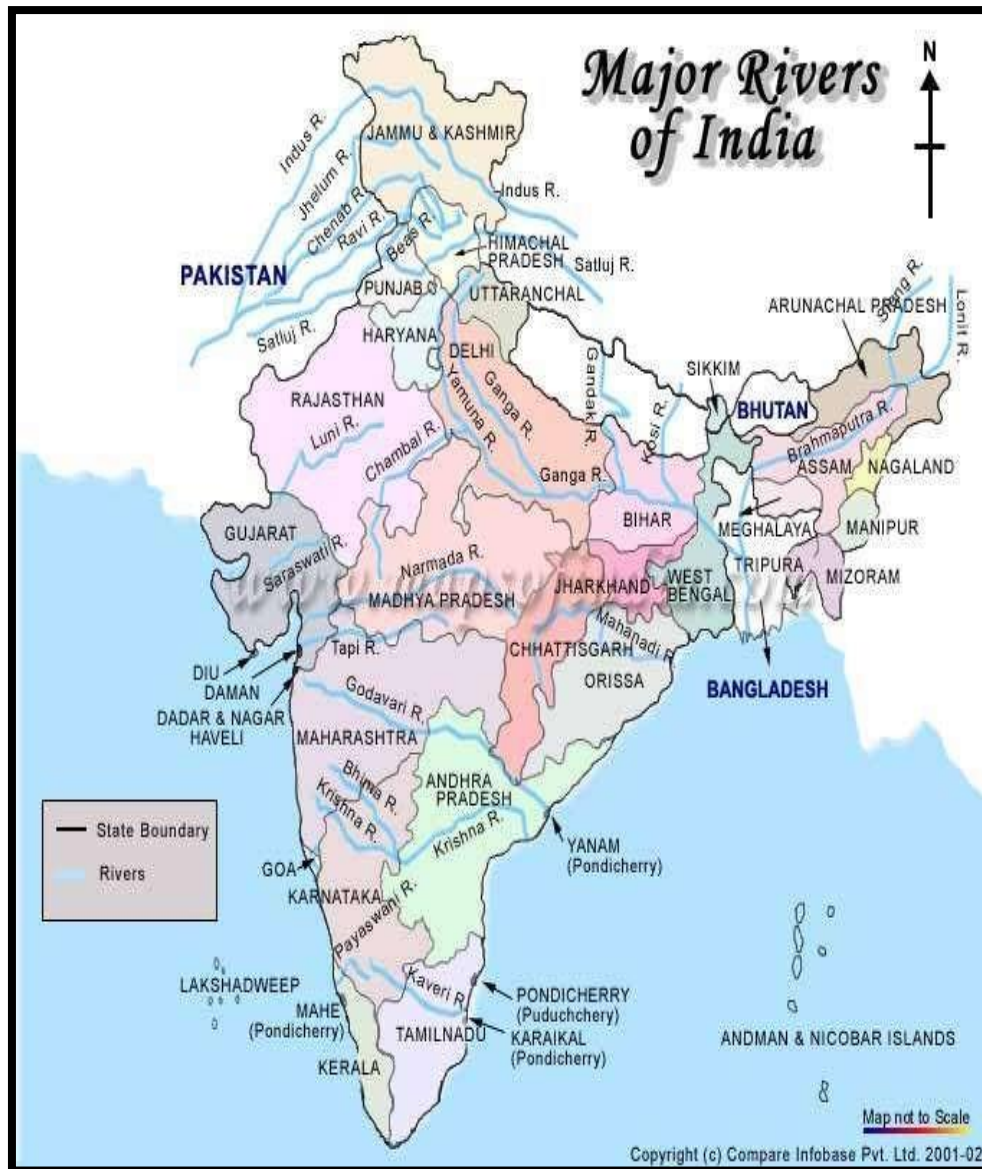 Major Rivers
of India
N
Indus R.
JAMMU & KASHMIR
Jhelum R.
Chenab R.
Ravi R.
Beas R.
Indus R.
HIMACHAL
PRADESH
Satluj R.
PAKISTAN
PUNJAB
UTTARANCHAL
Satluj R.
HARYANA
DELHI
ARUNACHAL PRADESH
Siang R.
Lonit R.
SIKKIM
BHUTAN
RAJASTHAN
Luni R.
Chambal R.
Yamuna R.
Ganga R.
Gandak R.
Kosi R.
Ganga R.
Brahmaputra R.
ASSAM
NAGALAND
BIHAR
MEGHALAYA
MANIPUR
GUJARAT
Saraswati R.
Narmada R.
TRIPURA
MIZORAM
JHARKHAND
WEST
BENGAL
MADHYA PRADESH
Mahanadi R.
CHHATTISGARH
Tapi R.
ORISSA
BANGLADESH
DIU
DAMAN
DADAR & NAGAR
HAVELI
Godavari R.
MAHARASHTRA
Bhima R.
Krishna R.
ANDHRA
PRADESH
Krishna R.
YANAM
(Pondicherry)
State Boundary
Rivers
GOA
KARNATAKA
Payaswani R.
LAKSHADWEEP
Kaveri R.
PONDICHERRY
(Puduchchery)
MAHE
(Pondicherry)
TAMILNADU
KARAIKAL
(Pondicherry)
KERALA
ANDMAN & NICOBAR ISLANDS
Map not to Scale
Copyright (c) Compare Infobase Pvt. Ltd. 2001-02